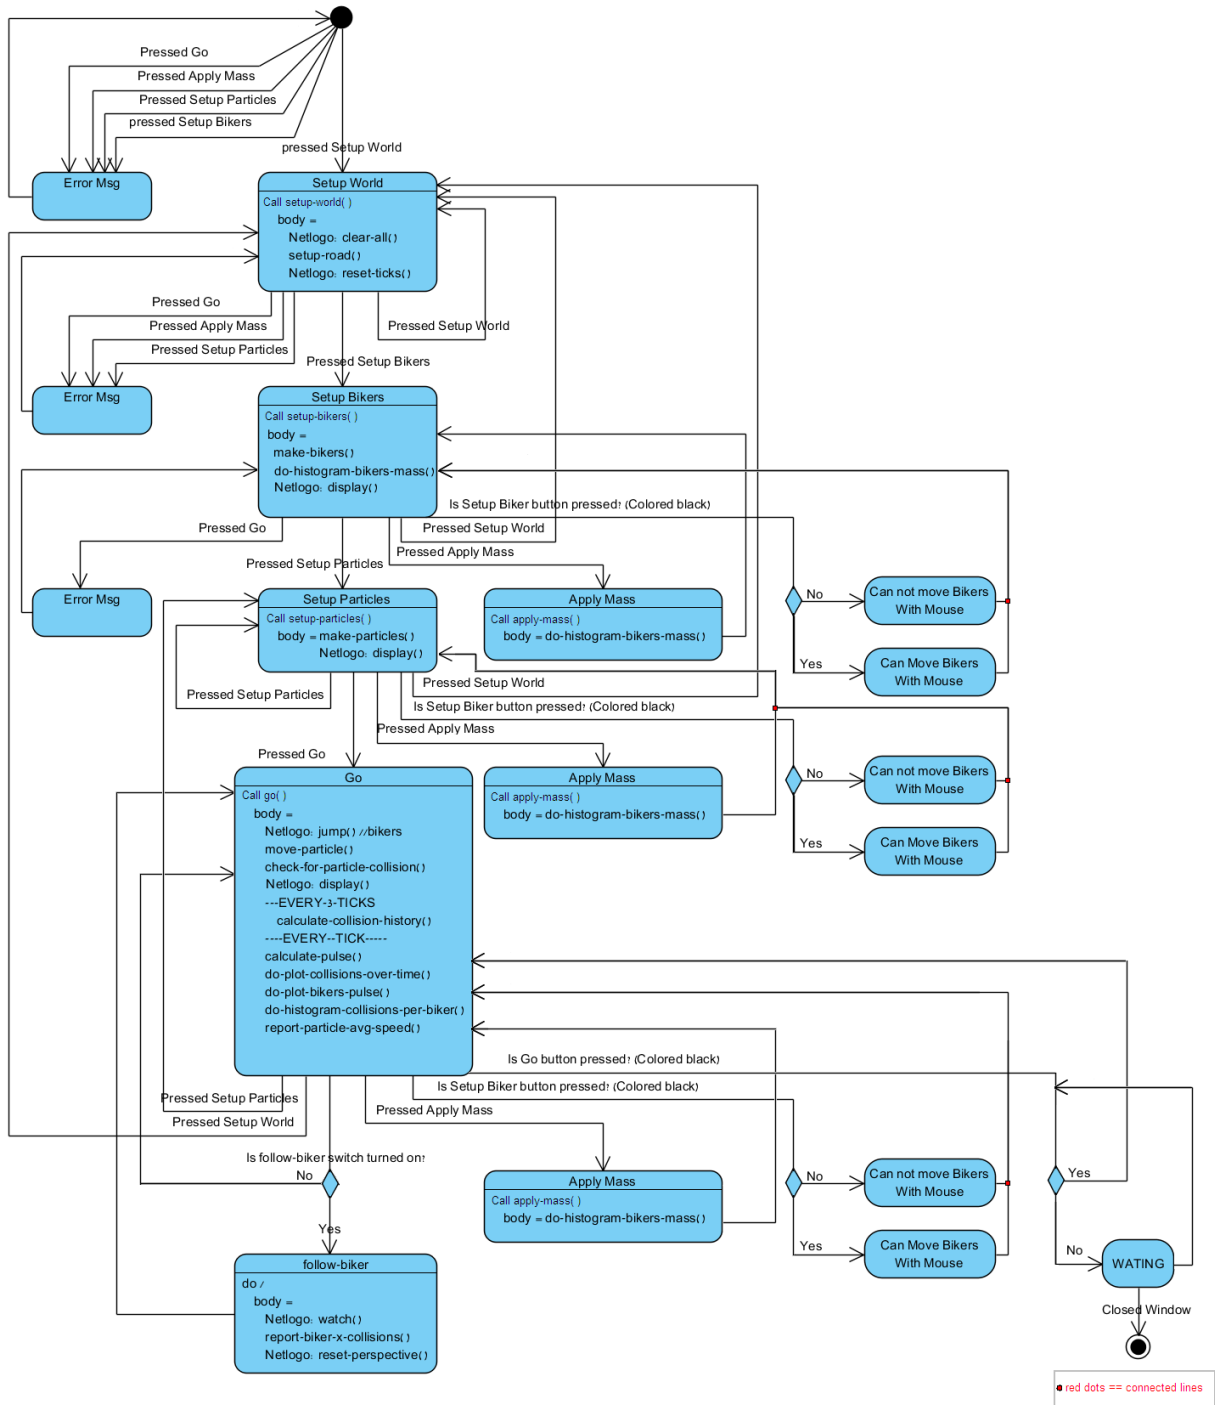 Pressed Go
Pressed Apply Mass
Pressed Setup Particles
pressed Setup Bikers
pressed Setup World
Error Msg
Setup World
Call setup-world( )
body =
Netlogo: clear-all()
setup-road()
Netlogo: reset-ticks()
Pressed Go
Pressed Apply Mass
Pressed Setup World
Pressed Setup Particles
Pressed Setup Bikers
Error Msg
Setup Bikers
Call setup-bikers( )
body =
make-bikers()
do-histogram-bikers-mass()
Netlogo: display()
Is Setup Biker button pressed? (Colored black)
Pressed Go
Pressed Setup World
Pressed Apply Mass
Pressed Setup Particles
Error Msg
Setup Particles
Call setup-particles( )
body = make-particles()
Netlogo: display()
Apply Mass
Call apply-mass( )
body = do-histogram-bikers-mass()
No
Can not move Bikers
With Mouse
Yes
Can Move Bikers
With Mouse
Pressed Setup World
Pressed Setup Particles
Is Setup Biker button pressed? (Colored black)
Pressed Apply Mass
Pressed Go
Go
Call go( )
body =
Netlogo: jump() //bikers
move-particle()
check-for-particle-collision()
Netlogo: display()
---EVERY-3-TICKS
calculate-collision-history()
----EVERY--TICK-----
calculate-pulse()
do-plot-collisions-over-time()
do-plot-bikers-pulse()
do-histogram-collisions-per-biker()
report-particle-avg-speed()
Apply Mass
Call apply-mass( )
body = do-histogram-bikers-mass()
No
Can not move Bikers
With Mouse
Yes
Can Move Bikers
With Mouse
Is Go button pressed? (Colored black)
Is Setup Biker button pressed? (Colored black)
Pressed Setup Particles
Pressed Apply Mass
Pressed Setup World
Is follow-biker switch turned on?
No
Yes
Apply Mass
Call apply-mass( )
body = do-histogram-bikers-mass()
No
Can not move Bikers
With Mouse
Yes
Can Move Bikers
With Mouse
Yes
No
WATING
Closed Window
follow-biker
do /
body =
Netlogo: watch()
report-biker-x-collisions()
Netlogo: reset-perspective()
red dots == connected lines